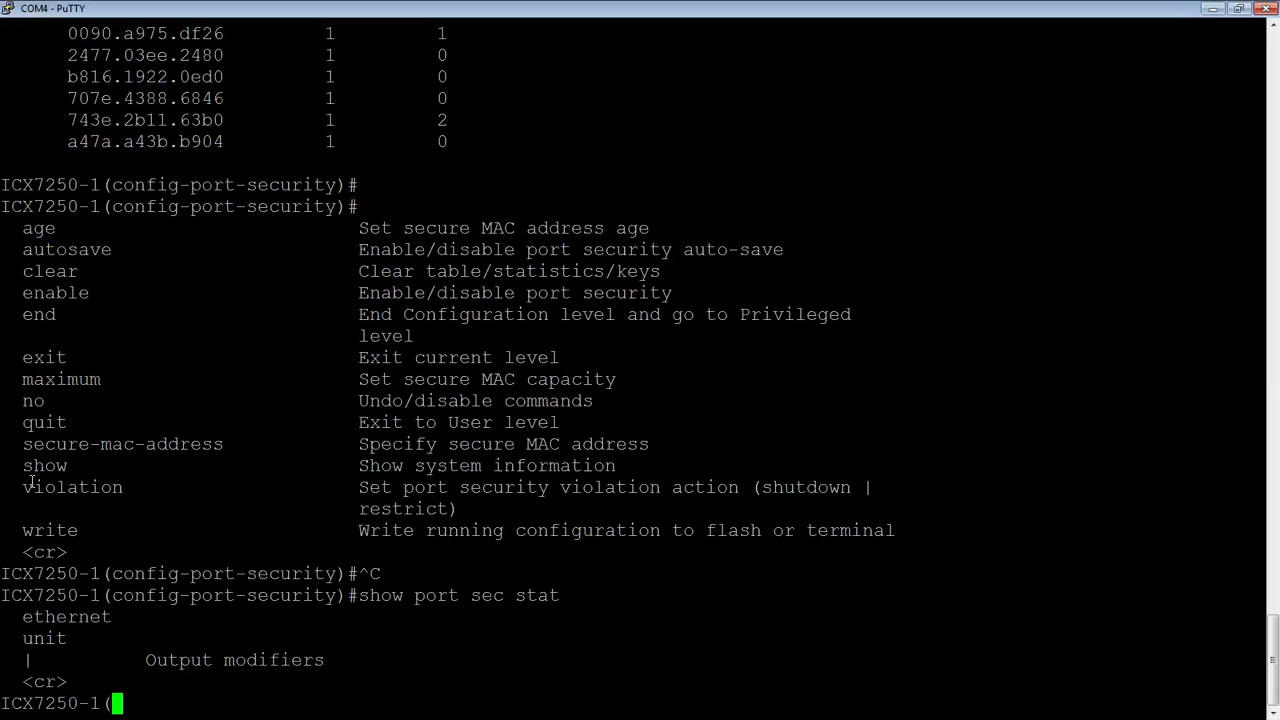 COM4 - PuTTY
0090.a975.df26 1 1
2477.03ee.2480 1 0
b816.1922.0ed0 1 0
707e.4388.6846 1 0
743e.2b11.63b0 1 2
a47a.a43b.b904 1 0
ICX7250-1(config-port-security)#
ICX7250-1(config-port-security)#
age Set secure MAC address age
autosave Enable/disable port security auto-save
clear Clear table/statistics/keys
enable Enable/disable port security
end End Configuration level and go to Privileged
level
exit Exit current level
maximum Set secure MAC capacity
no Undo/disable commands
quit Exit to User level
secure-mac-address Specify secure MAC address
show Show system information
violation Set port security violation action (shutdown |
restrict)
write Write running configuration to flash or terminal
<cr>
ICX7250-1(config-port-security)#^C
ICX7250-1(config-port-security)#show port sec stat
ethernet
unit
| Output modifiers
<cr>
ICX7250-1(